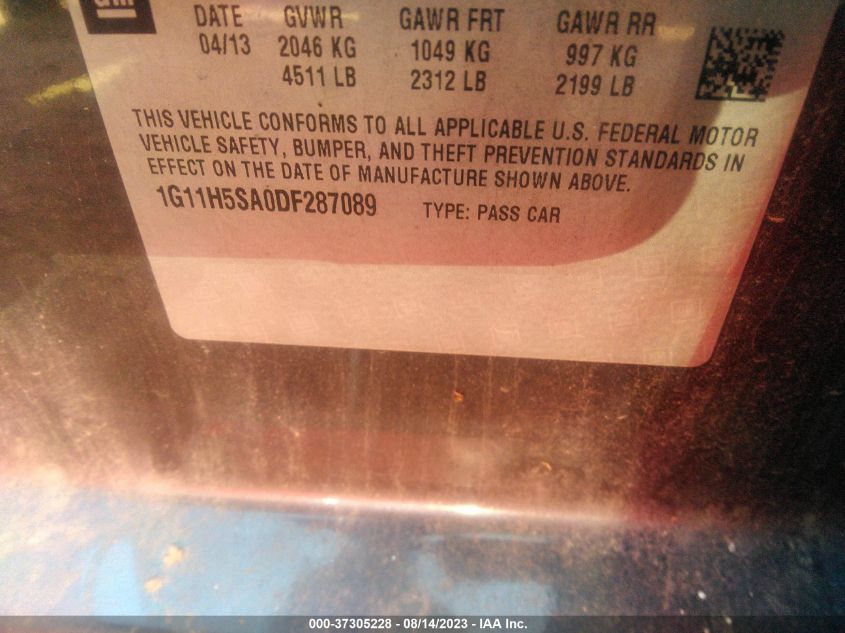 GM
DATE GVWR GAWR FRT GAWR RR
04/13 2046 KG 1049 KG 997 KG
4511 LB 2312 LB 2199 LB
THIS VEHICLE CONFORMS TO ALL APPLICABLE U.S. FEDERAL MOTOR
VEHICLE SAFETY, BUMPER, AND THEFT PREVENTION STANDARDS IN
EFFECT ON THE DATE OF MANUFACTURE SHOWN ABOVE.
1G11H5SA0DF287089 TYPE: PASS CAR
000-37305228 - 08/14/2023 - IAA Inc.